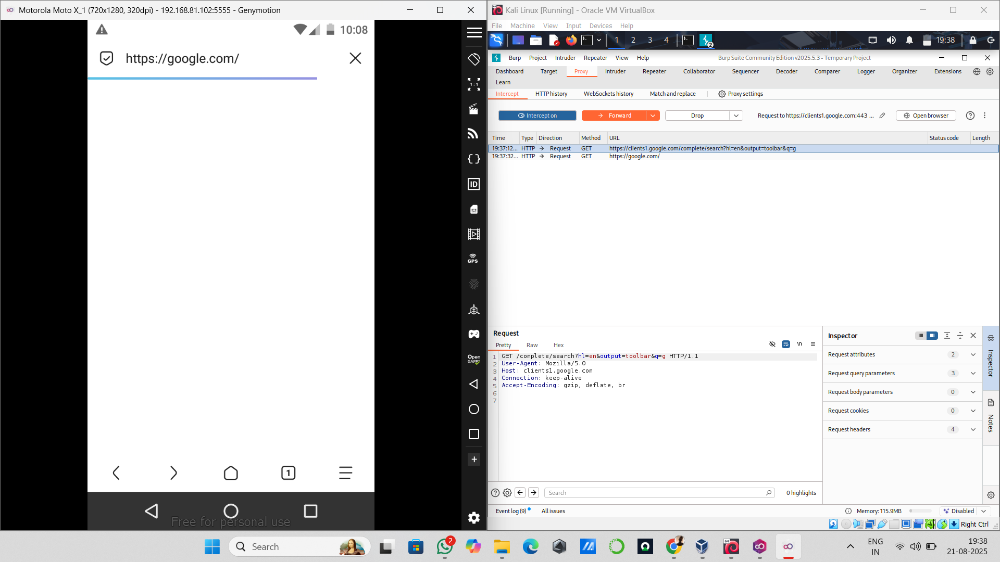 Motorola Moto X_1 (720x1280, 320dpi) - 192.168.81.102:5555 - Genymotion
10:08
https://google.com/
1
Free for personal use
1:1
ID
GPS
Open
GAPPS
Kali Linux [Running] - Oracle VM VirtualBox
File Machine View Input Devices Help
1 2 3 4
2
19:38
Burp Project Intruder Repeater View Help
Burp Suite Community Edition v2025.5.3 - Temporary Project
Dashboard Target Proxy Intruder Repeater Collaborator Sequencer Decoder Comparer Logger Organizer Extensions
Learn
Intercept HTTP history WebSockets history Match and replace Proxy settings
Intercept on Forward Drop Request to https://clients1.google.com:443 ... Open browser
Time Type Direction Method URL Status code Length
19:37:12... HTTP → Request GET https://clients1.google.com/complete/search?hl=en&output=toolbar&q=g
19:37:32... HTTP → Request GET https://google.com/
Request
Pretty Raw Hex
\n
1 GET /complete/search?hl=en&output=toolbar&q=g HTTP/1.1
2 User-Agent: Mozilla/5.0
3 Host: clients1.google.com
4 Connection: keep-alive
5 Accept-Encoding: gzip, deflate, br
6
7
Search
0 highlights
Inspector
Request attributes 2
Request query parameters 3
Request body parameters 0
Request cookies 0
Request headers 4
Inspector
Notes
Event log (9) All issues
Memory: 115.9MB
Disabled
Right Ctrl
Search
2
64
ENG
IN
19:38
21-08-2025